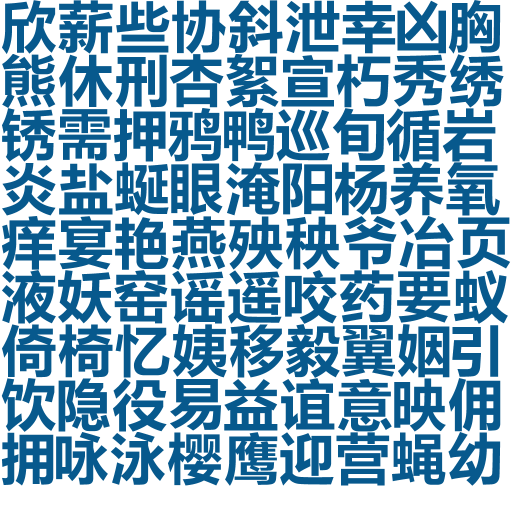 欣薪些协斜泄幸凶胸
熊休刑杏絮宣朽秀绣
锈需押鸦鸭巡旬循岩
炎盐蜒眼淹阳杨养氧
痒宴艳燕殃秧爷冶页
液妖窑谣遥咬药要蚁
倚椅忆姨移毅翼姻引
饮隐役易益谊意映佣
拥咏泳樱鹰迎营蝇幼